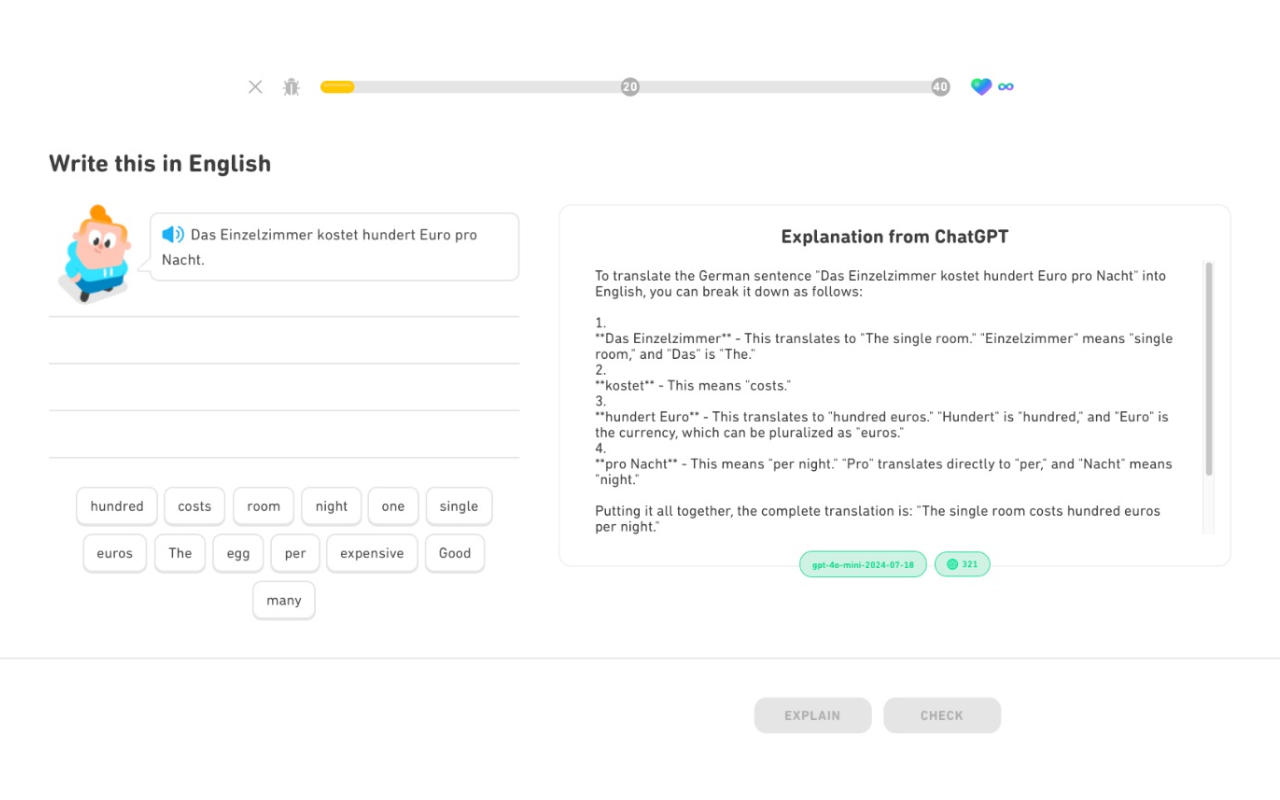 20
40
Write this in English
Das Einzelzimmer kostet hundert Euro pro
Nacht.
hundred costs room night one single
euros The egg per expensive Good
many
Explanation from ChatGPT
To translate the German sentence "Das Einzelzimmer kostet hundert Euro pro Nacht" into
English, you can break it down as follows:
1.
**Das Einzelzimmer** - This translates to "The single room." "Einzelzimmer" means "single
room," and "Das" is "The."
2.
**kostet** - This means "costs."
3.
**hundert Euro** - This translates to "hundred euros." "Hundert" is "hundred," and "Euro" is
the currency, which can be pluralized as "euros."
4.
**pro Nacht** - This means "per night." "Pro" translates directly to "per," and "Nacht" means
"night."
Putting it all together, the complete translation is: "The single room costs hundred euros
per night."
gpt-4o-mini-2024-07-18 321
EXPLAIN CHECK